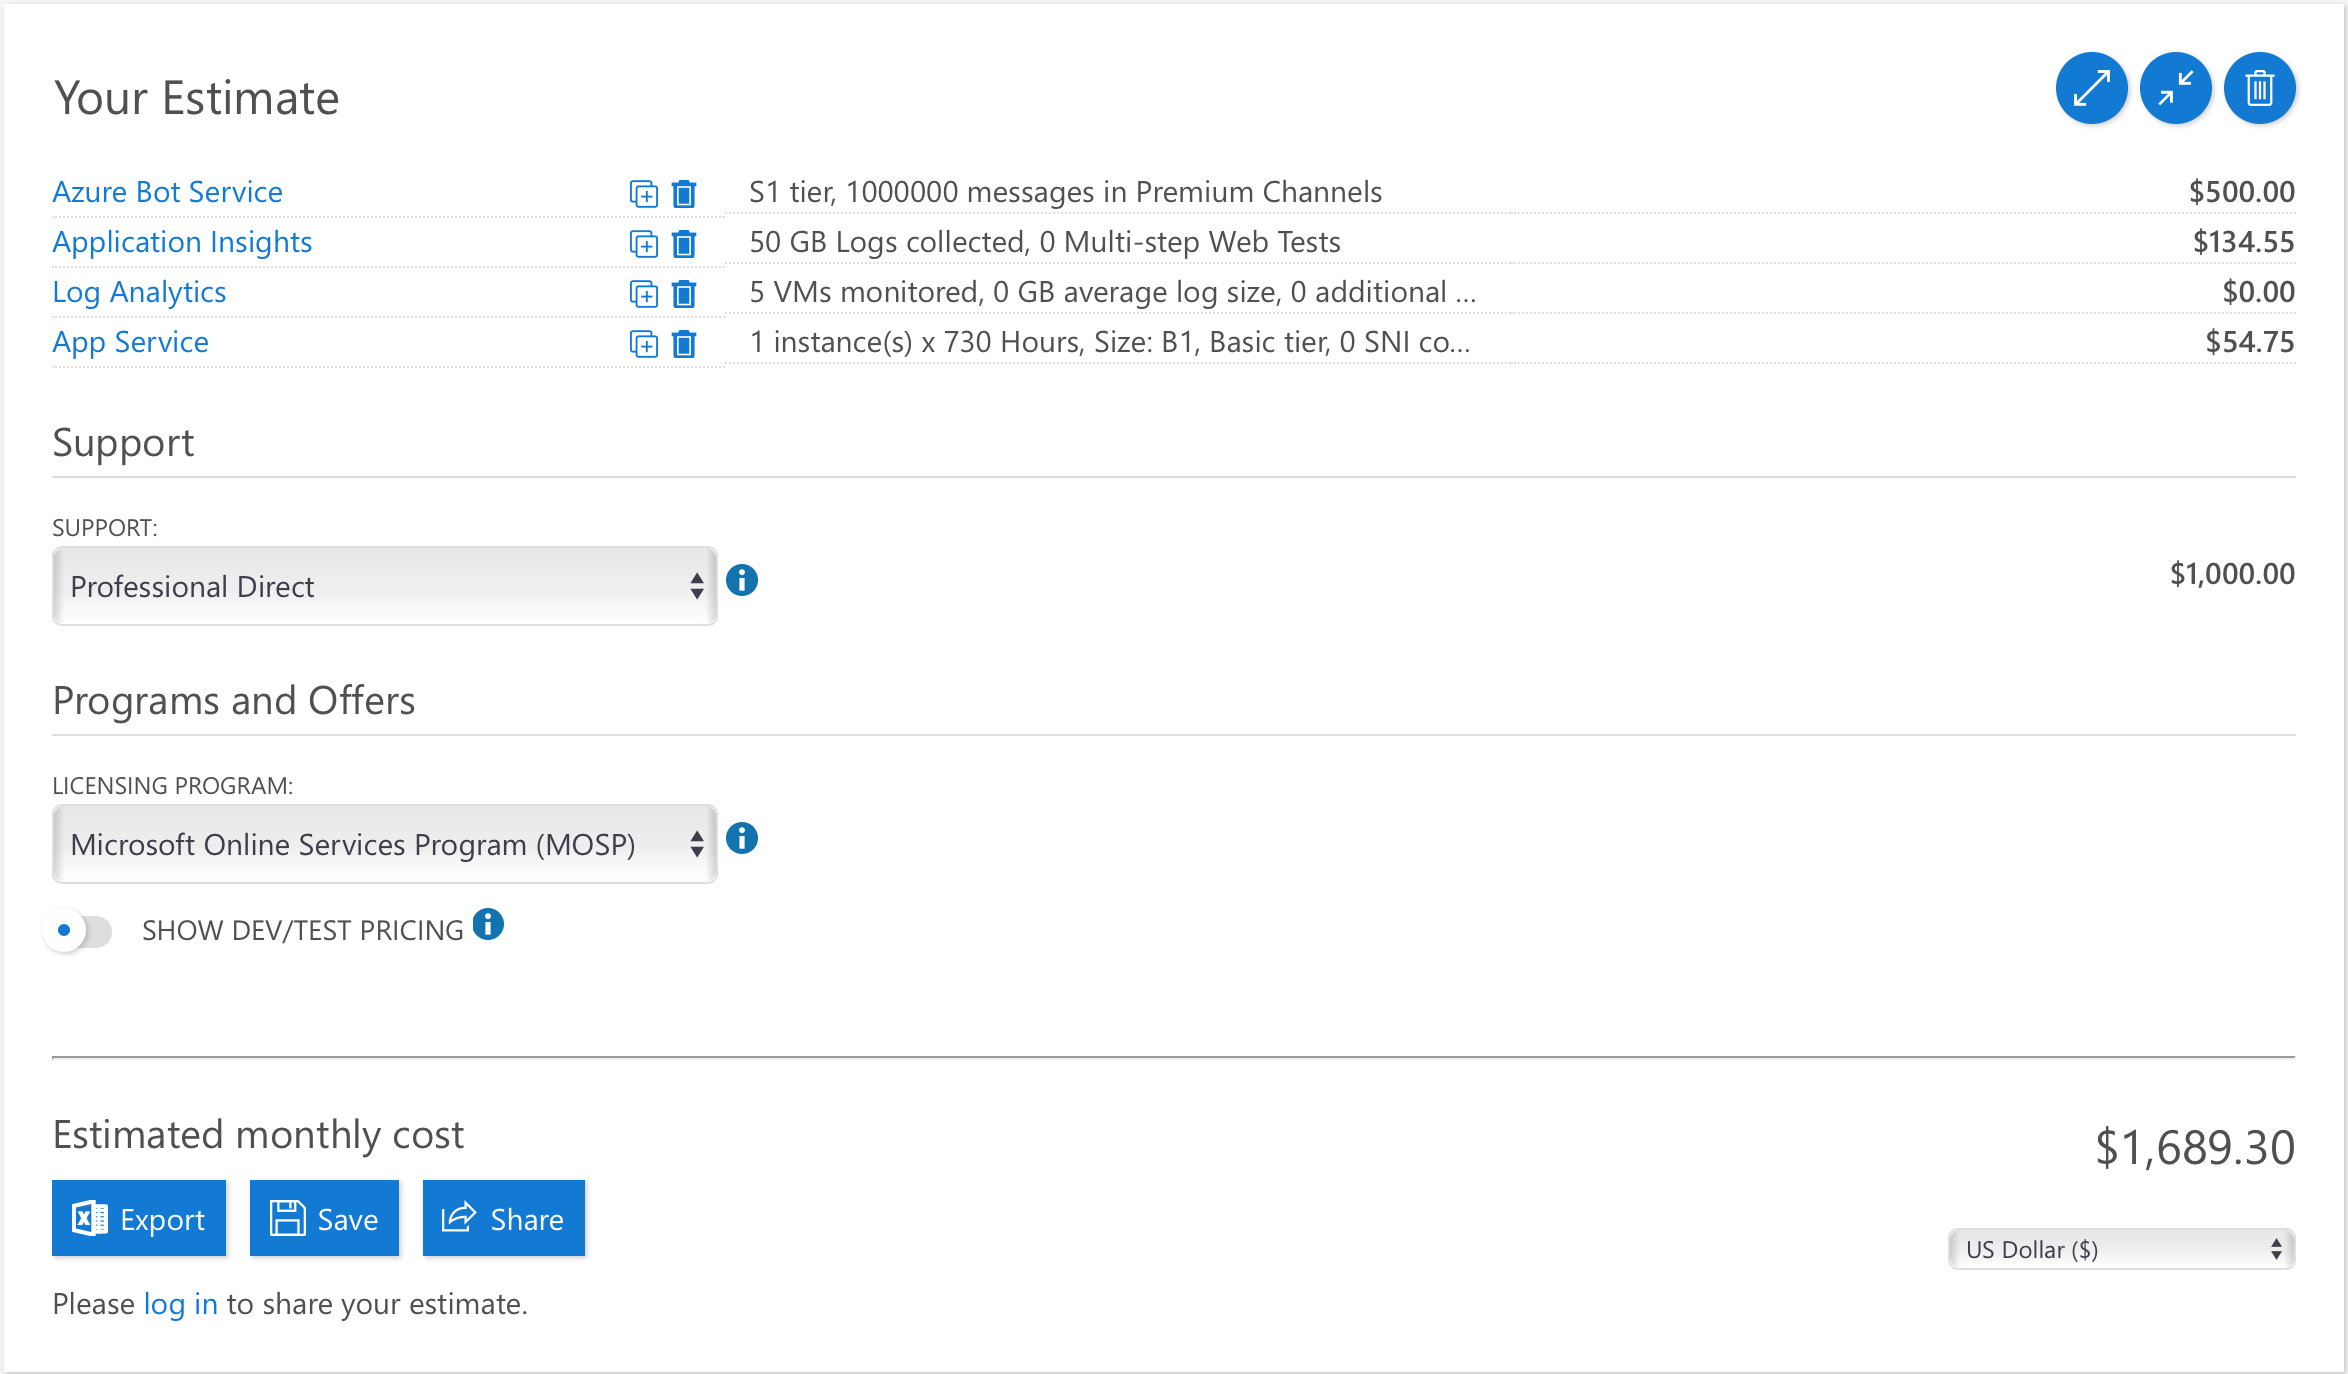 Your Estimate
Azure Bot Service S1 tier, 1000000 messages in Premium Channels $500.00
Application Insights 50 GB Logs collected, 0 Multi-step Web Tests $134.55
Log Analytics 5 VMs monitored, 0 GB average log size, 0 additional ... $0.00
App Service 1 instance(s) x 730 Hours, Size: B1, Basic tier, 0 SNI co... $54.75
Support
SUPPORT:
Professional Direct $1,000.00
Programs and Offers
LICENSING PROGRAM:
Microsoft Online Services Program (MOSP)
SHOW DEV/TEST PRICING
Estimated monthly cost $1,689.30
Export Save Share
US Dollar ($)
Please log in to share your estimate.